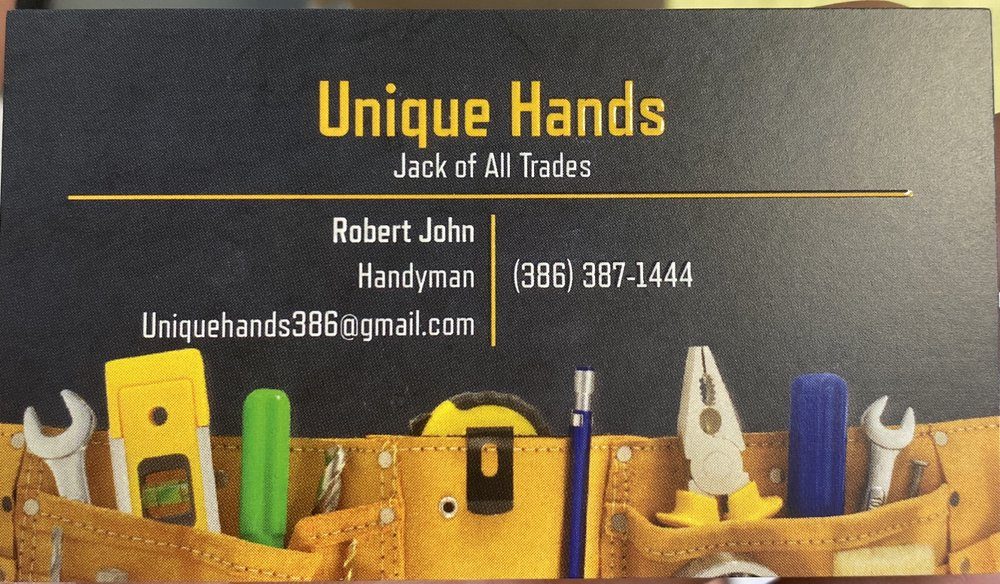 Unique Hands
Jack of All Trades
Robert John
Handyman
Uniquehands386@gmail.com
(386) 387-1444